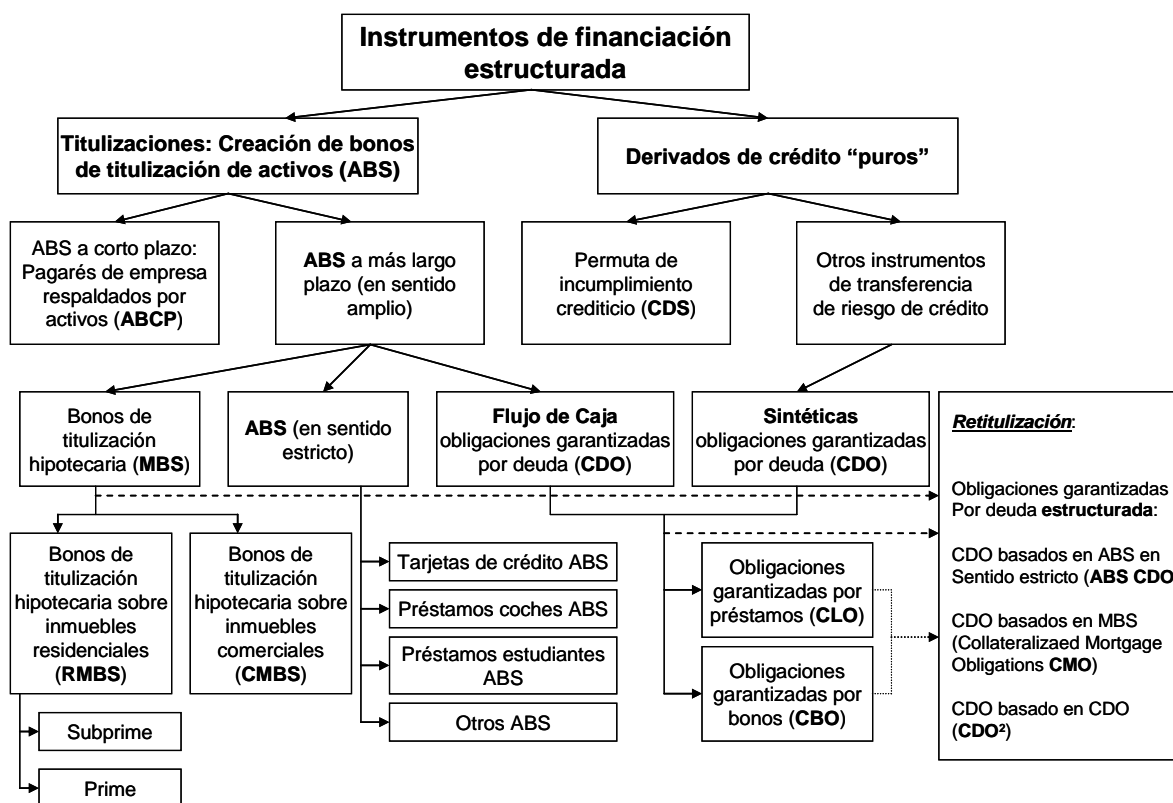 Instrumentos de financiación
estructurada
Titulizaciones: Creación de bonos
de titulización de activos (ABS)
Derivados de crédito “puros”
ABS a corto plazo:
Pagarés de empresa
respaldados por
activos (ABCP)
ABS a más largo
plazo (en sentido
amplio)
Permuta de
incumplimiento
crediticio (CDS)
Otros instrumentos
de transferencia
de riesgo de crédito
Bonos de
titulización
hipotecaria (MBS)
ABS (en sentido
estricto)
Flujo de Caja
obligaciones garantizadas
por deuda (CDO)
Sintéticas
obligaciones garantizadas
por deuda (CDO)
Retitulización:
Obligaciones garantizadas
Por deuda estructurada:
CDO basados en ABS en
Sentido estricto (ABS CDO
CDO basados en MBS
(Collateralizaed Mortgage
Obligations CMO)
CDO basado en CDO
(CDO²)
Bonos de
titulización
hipotecaria sobre
inmuebles
residenciales
(RMBS)
Bonos de
titulización
hipotecaria sobre
inmuebles
comerciales
(CMBS)
Tarjetas de crédito ABS
Préstamos coches ABS
Préstamos estudiantes
ABS
Otros ABS
Obligaciones
garantizadas por
préstamos (CLO)
Obligaciones
garantizadas por
bonos (CBO)
Subprime
Prime